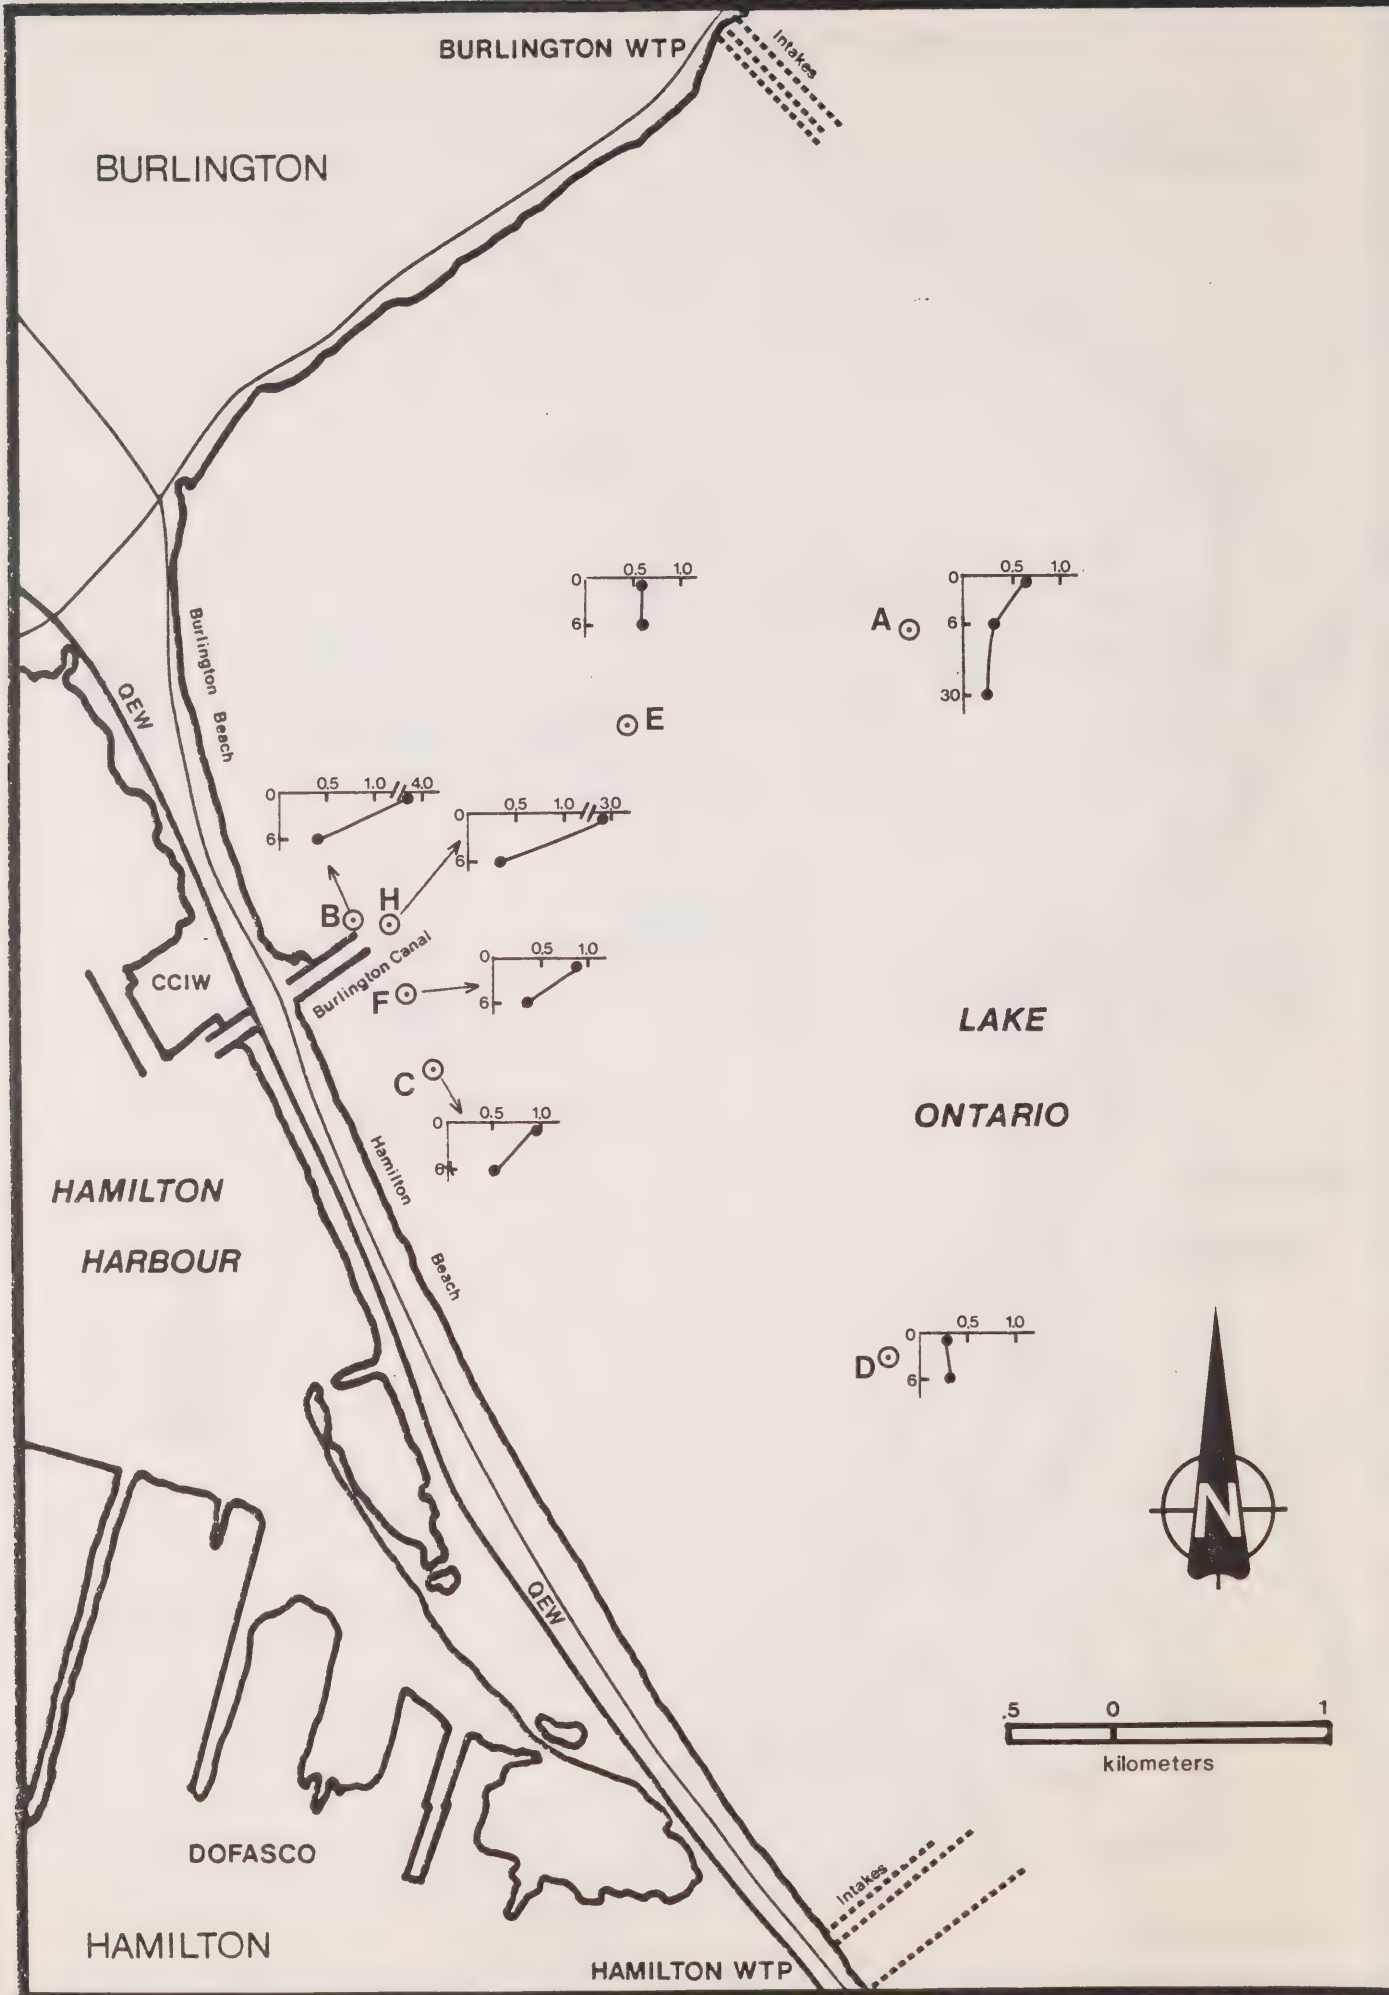 BURLINGTON WTP
Intakes
BURLINGTON
0 0.5 1.0
6
0 0.5 1.0
A
6
30
Burlington Beach
QEW
E
0 0.5 1.0 // 4.0
6
0 0.5 1.0 // 3.0
6
B
H
Burlington Canal
CCIW
F
0 0.5 1.0
6
C
0 0.5 1.0
6
LAKE
ONTARIO
Hamilton
Beach
HAMILTON
HARBOUR
D
0 0.5 1.0
6
N
QEW
.5 0 1
kilometers
DOFASCO
Intakes
HAMILTON
HAMILTON WTP